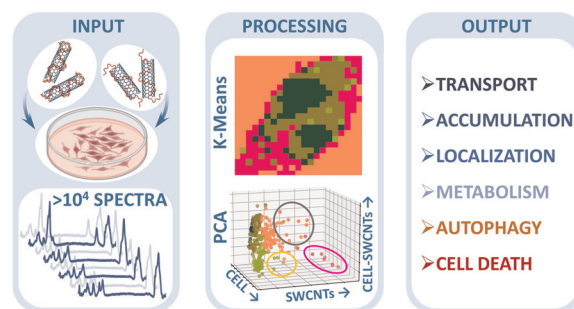 INPUT
>10⁴ SPECTRA
PROCESSING
K-Means
PCA
CELL →
SWCNTs →
CELL-SWCNTs →
OUTPUT
➢TRANSPORT
➢ACCUMULATION
➢LOCALIZATION
➢METABOLISM
➢AUTOPHAGY
➢CELL DEATH